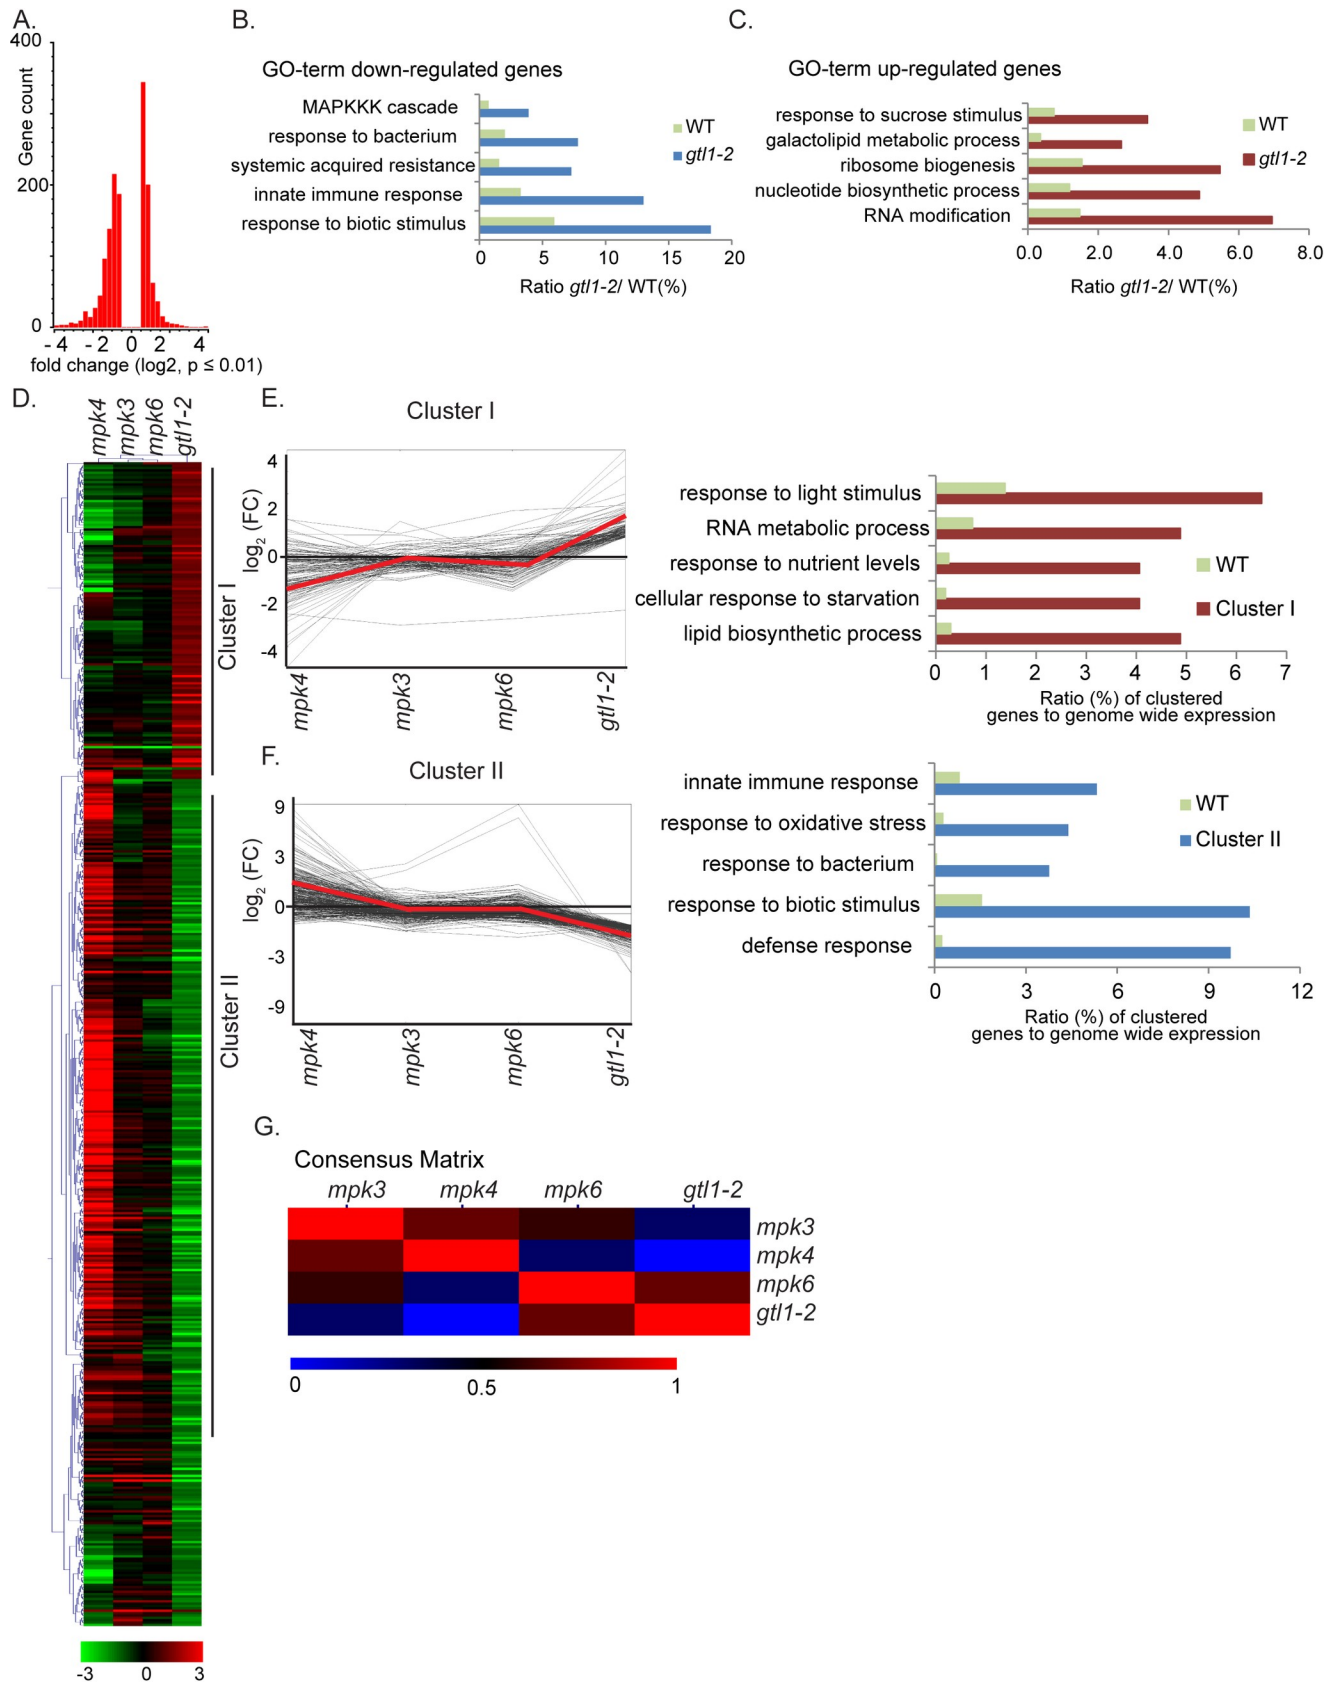 A.
400
Gene count
200
0
- 4 - 2 0 2 4
fold change (log2, p ≤ 0.01)
B.
GO-term down-regulated genes
MAPKKK cascade
response to bacterium
systemic acquired resistance
innate immune response
response to biotic stimulus
WT
gtl1-2
0 5 10 15 20
Ratio gtl1-2/ WT(%)
C.
GO-term up-regulated genes
response to sucrose stimulus
galactolipid metabolic process
ribosome biogenesis
nucleotide biosynthetic process
RNA modification
WT
gtl1-2
0.0 2.0 4.0 6.0 8.0
Ratio gtl1-2/ WT(%)
D.
mpk4
mpk3
mpk6
gtl1-2
Cluster I
Cluster II
-3 0 3
E.
Cluster I
log2 (FC)
4
2
0
-2
-4
mpk4
mpk3
mpk6
gtl1-2
response to light stimulus
RNA metabolic process
response to nutrient levels
cellular response to starvation
lipid biosynthetic process
WT
Cluster I
0 1 2 3 4 5 6 7
Ratio (%) of clustered
genes to genome wide expression
F.
Cluster II
log2 (FC)
9
3
0
-3
-9
mpk4
mpk3
mpk6
gtl1-2
innate immune response
response to oxidative stress
response to bacterium
response to biotic stimulus
defense response
WT
Cluster II
0 3 6 9 12
Ratio (%) of clustered
genes to genome wide expression
G.
Consensus Matrix
mpk3 mpk4 mpk6 gtl1-2
mpk3
mpk4
mpk6
gtl1-2
0 0.5 1